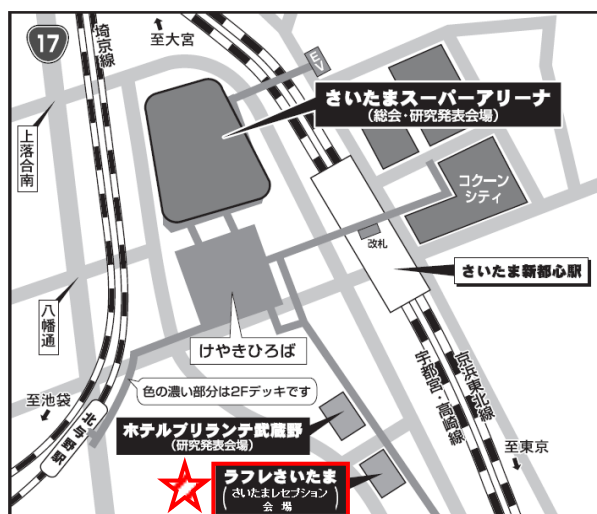 17
埼京線
至大宮
EV
さいたまスーパーアリーナ
(総会・研究発表会場)
上落合南
コクーン
シティ
改札
さいたま新都心駅
八幡通
けやきひろば
色の濃い部分は2Fデッキです
至池袋
北与野駅
ホテルブリランテ武蔵野
(研究発表会場)
ラフレさいたま
(さいたまレセプション
会場)
宇都宮・高崎線
京浜東北線
至東京